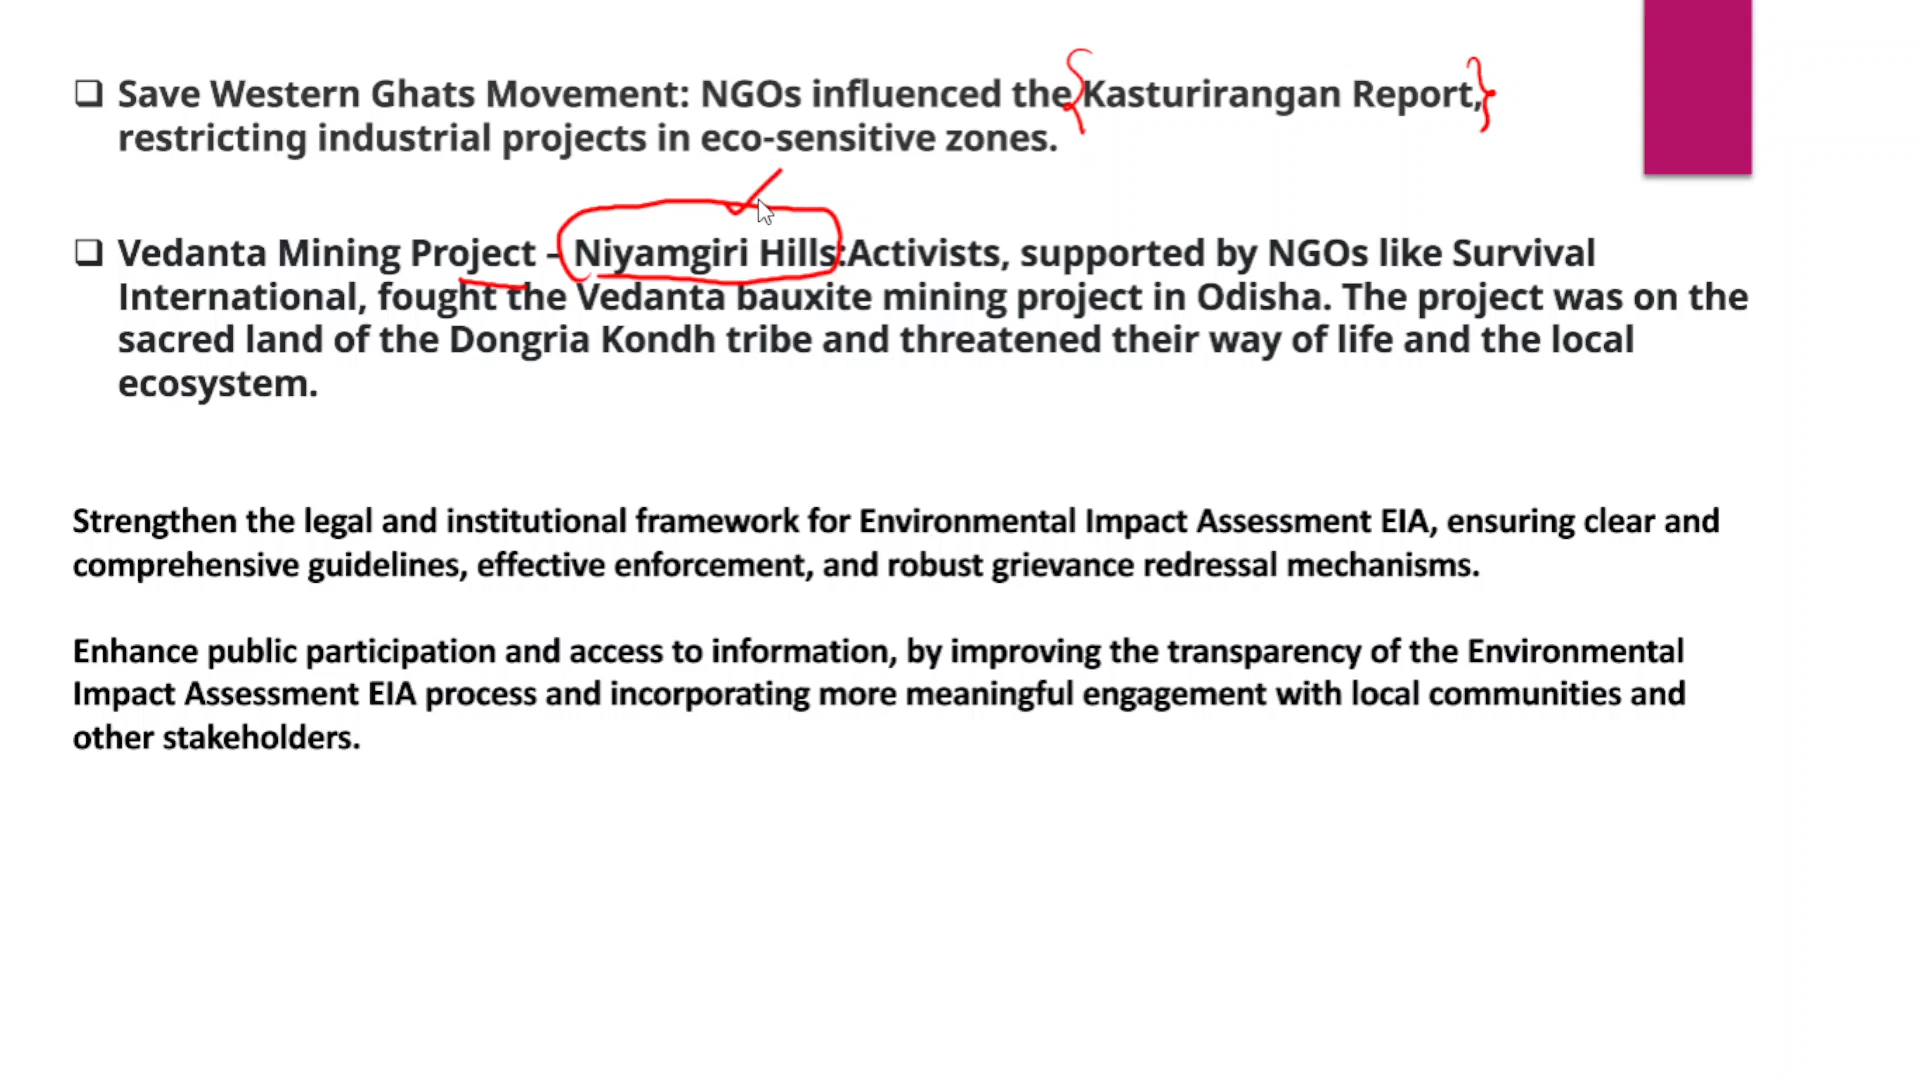 ❑ Save Western Ghats Movement: NGOs influenced the Kasturirangan Report,
restricting industrial projects in eco-sensitive zones.
❑ Vedanta Mining Project – Niyamgiri Hills:Activists, supported by NGOs like Survival
International, fought the Vedanta bauxite mining project in Odisha. The project was on the
sacred land of the Dongria Kondh tribe and threatened their way of life and the local
ecosystem.
Strengthen the legal and institutional framework for Environmental Impact Assessment EIA, ensuring clear and
comprehensive guidelines, effective enforcement, and robust grievance redressal mechanisms.
Enhance public participation and access to information, by improving the transparency of the Environmental
Impact Assessment EIA process and incorporating more meaningful engagement with local communities and
other stakeholders.